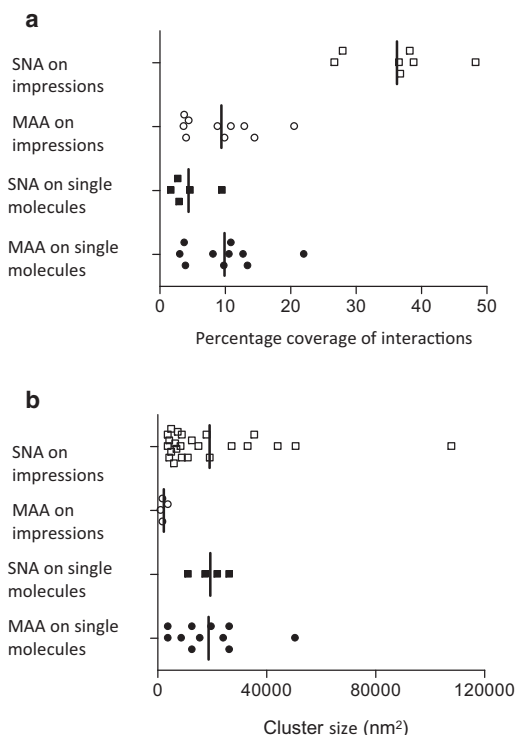 a
SNA on
impressions
MAA on
impressions
SNA on single
molecules
MAA on single
molecules
0 10 20 30 40 50
Percentage coverage of interactions
b
SNA on
impressions
MAA on
impressions
SNA on single
molecules
MAA on single
molecules
0 40000 80000 120000
Cluster size (nm²)